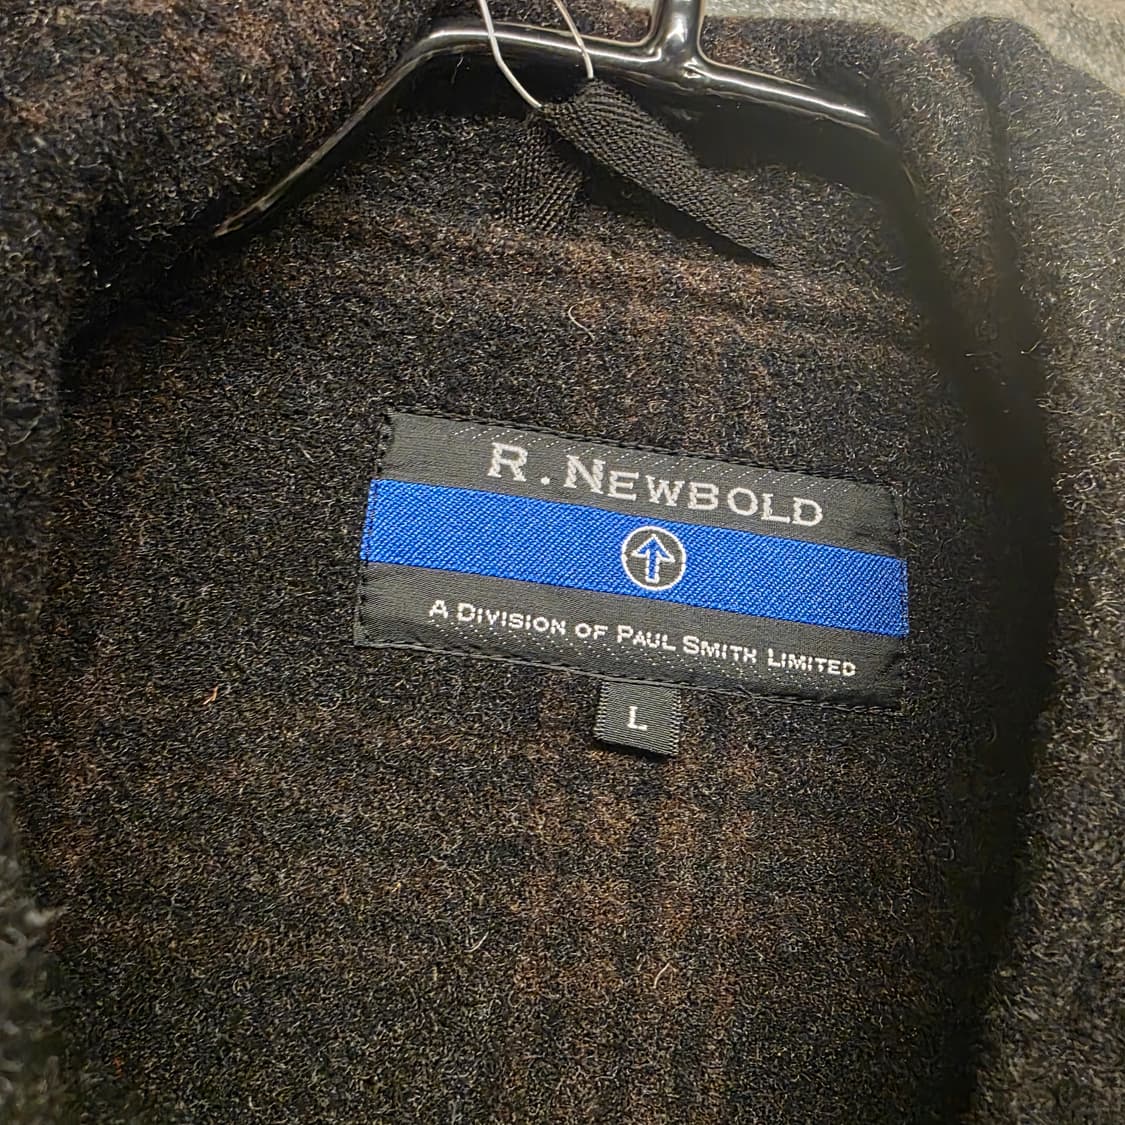 R. NEWBOLD
A DIVISION OF PAUL SMITH LIMITED
L